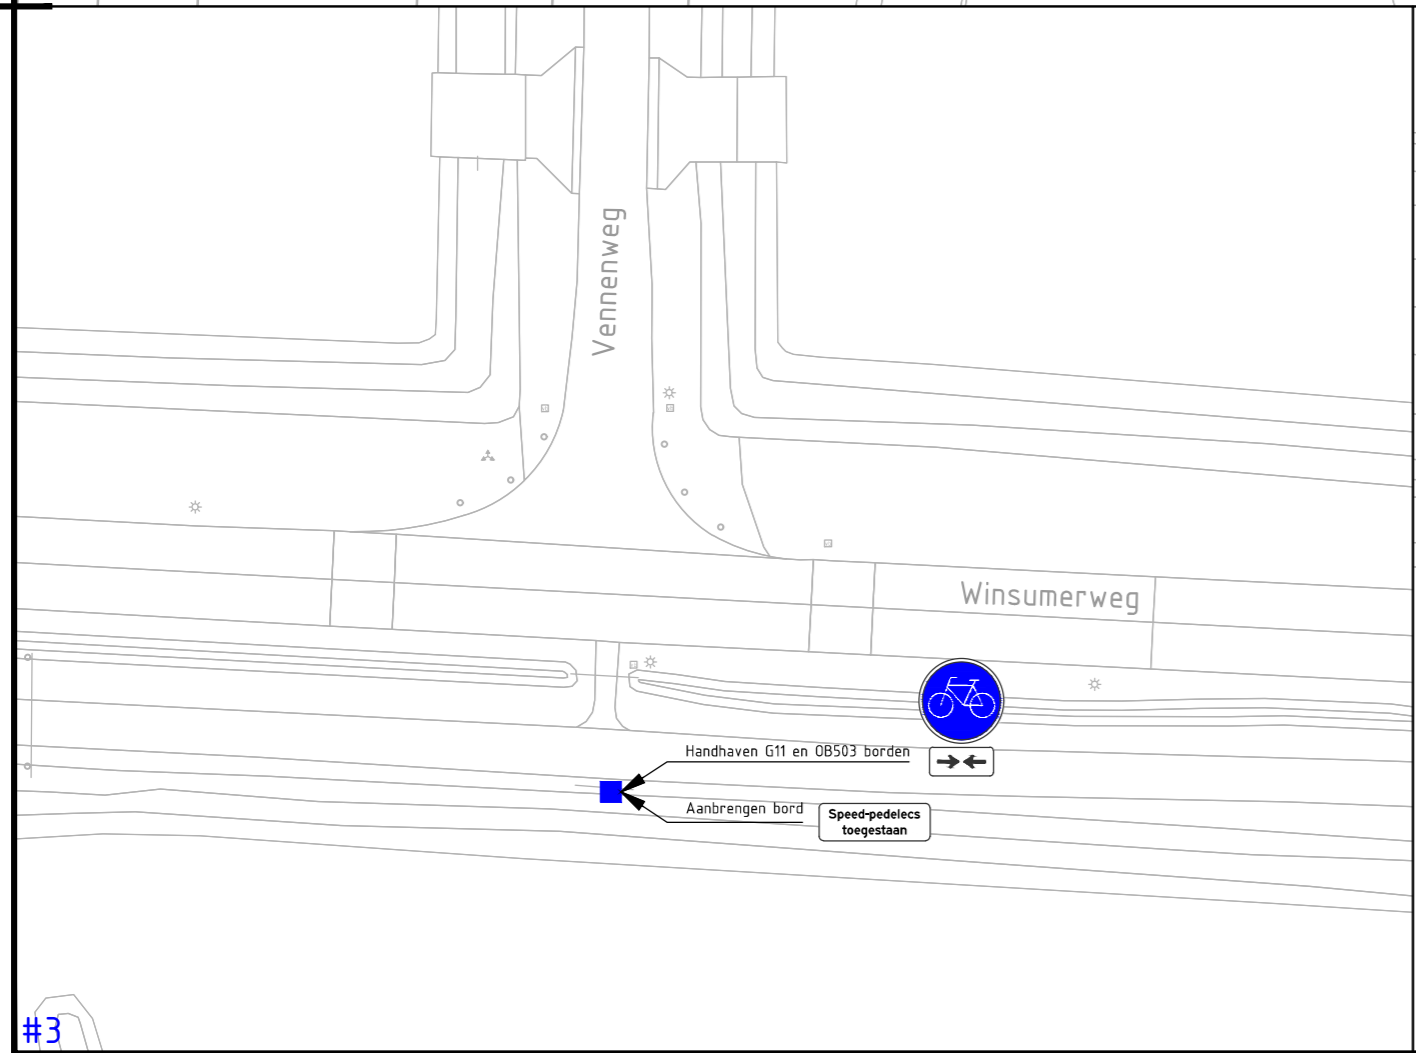 Vennenweg
Winsumerweg
Handhaven G11 en OB503 borden
Aanbrengen bord
Speed-pedelecs
toegestaan
#3